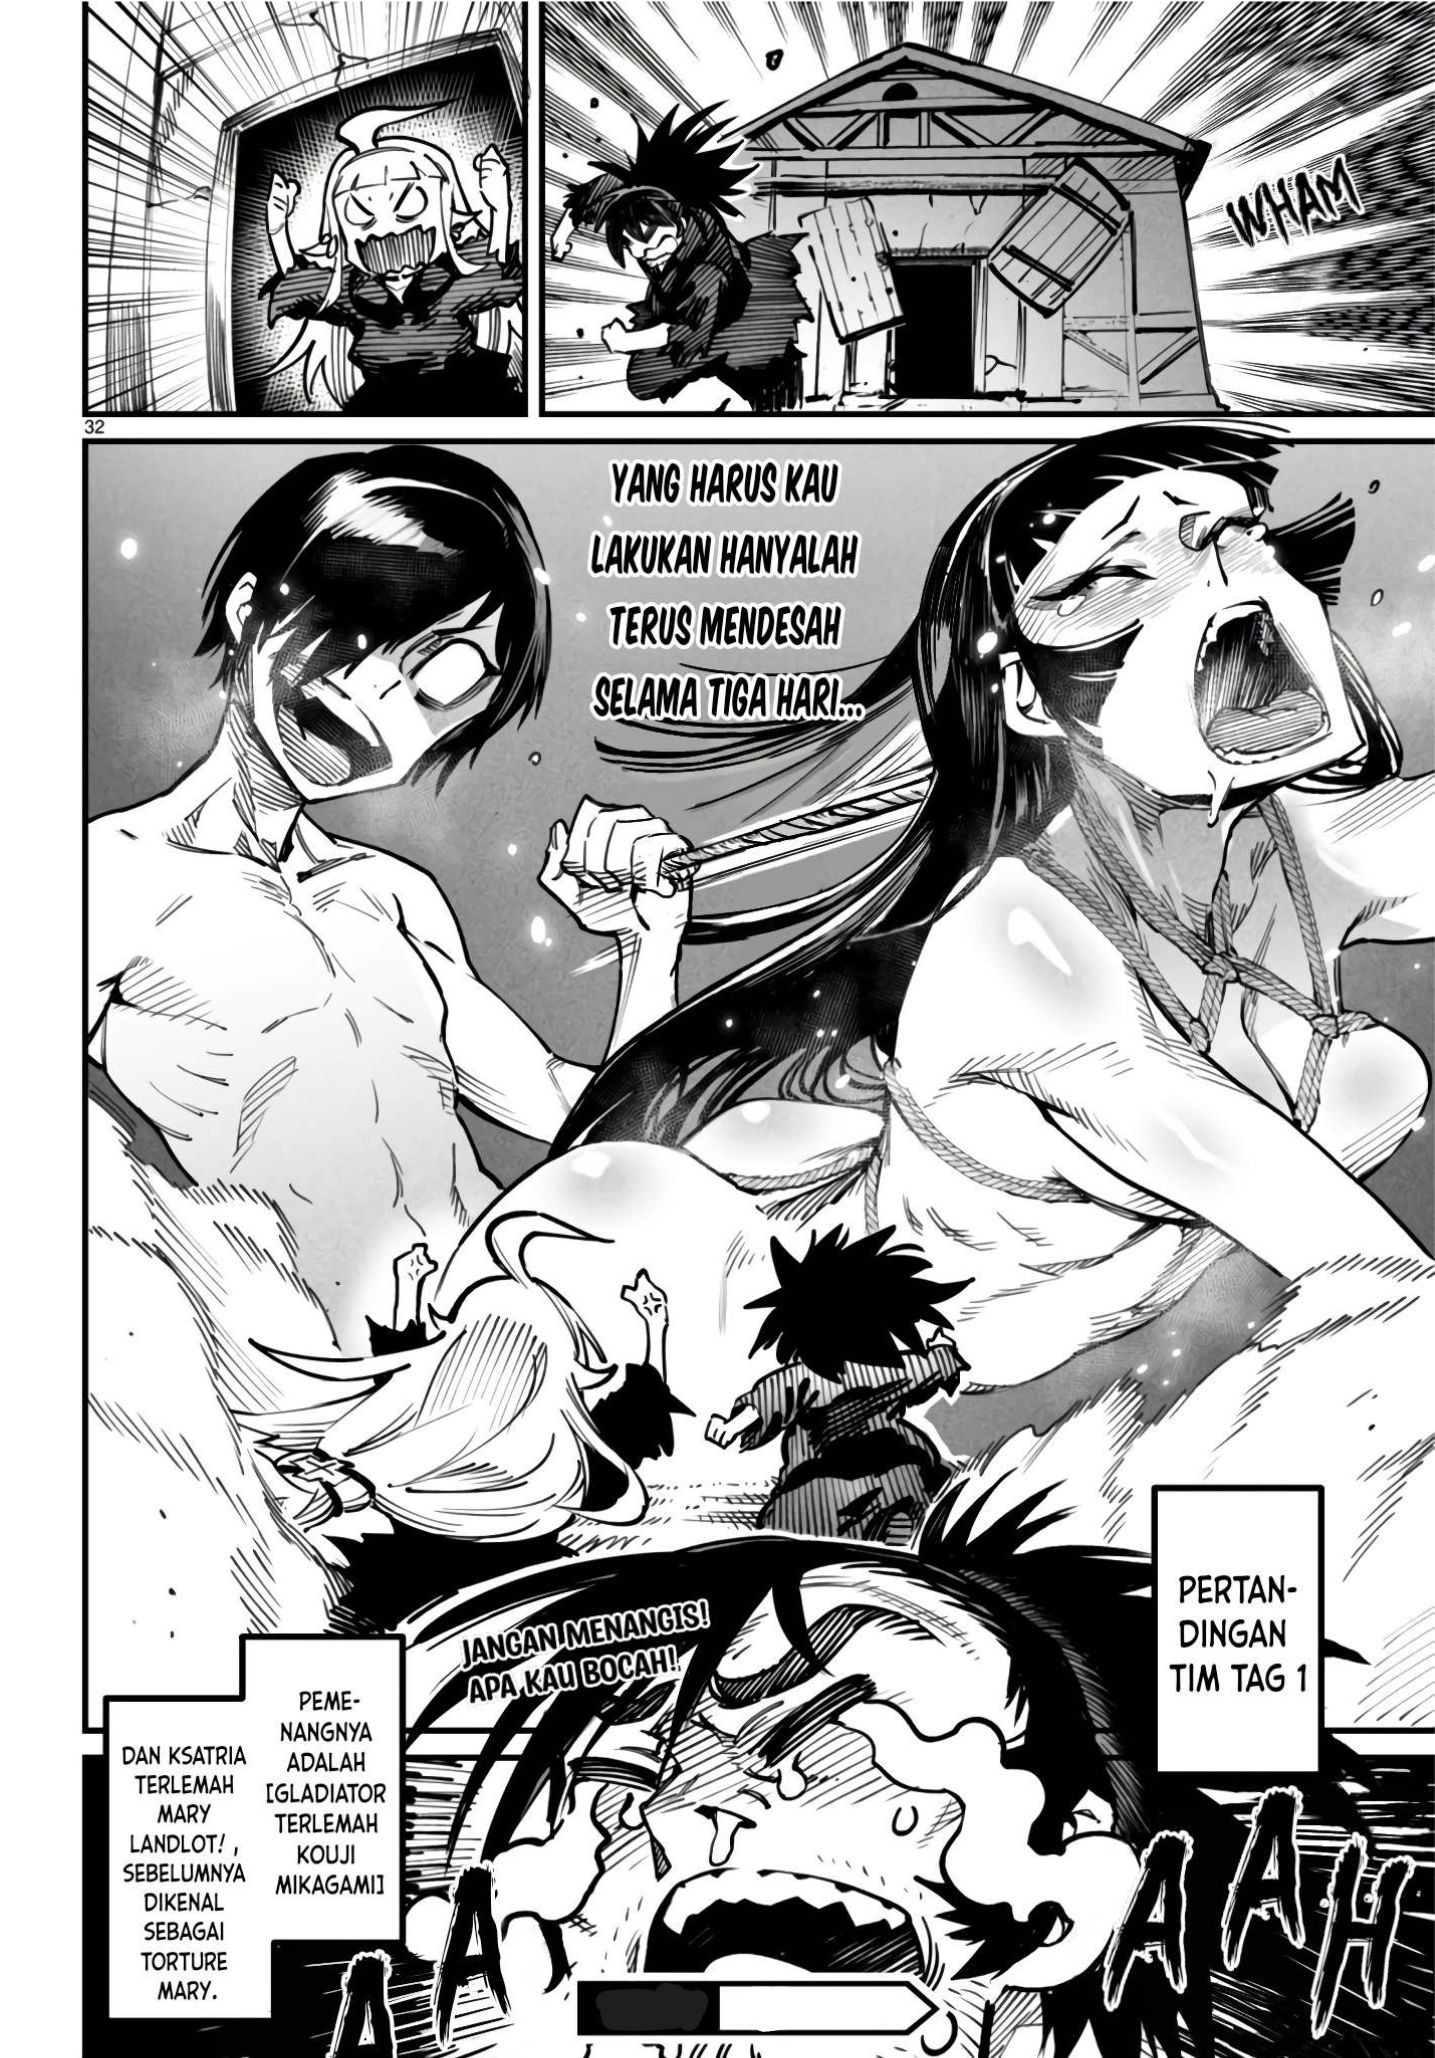 WHAM
32
YANG HARUS KAU
LAKUKAN HANYALAH
TERUS MENDESAH
SELAMA TIGA HARI...
JANGAN MENANGIS!
APA KAU BOCAH!
PERTAN-
DINGAN
TIM TAG 1
PEME-
NANGNYA
ADALAH
[GLADIATOR
TERLEMAH
KOUJI
MIKAGAMI]
DAN KSATRIA
TERLEMAH
MARY
LANDLOT! ,
SEBELUMNYA
DIKENAL
SEBAGAI
TORTURE
MARY.
AAAAAH